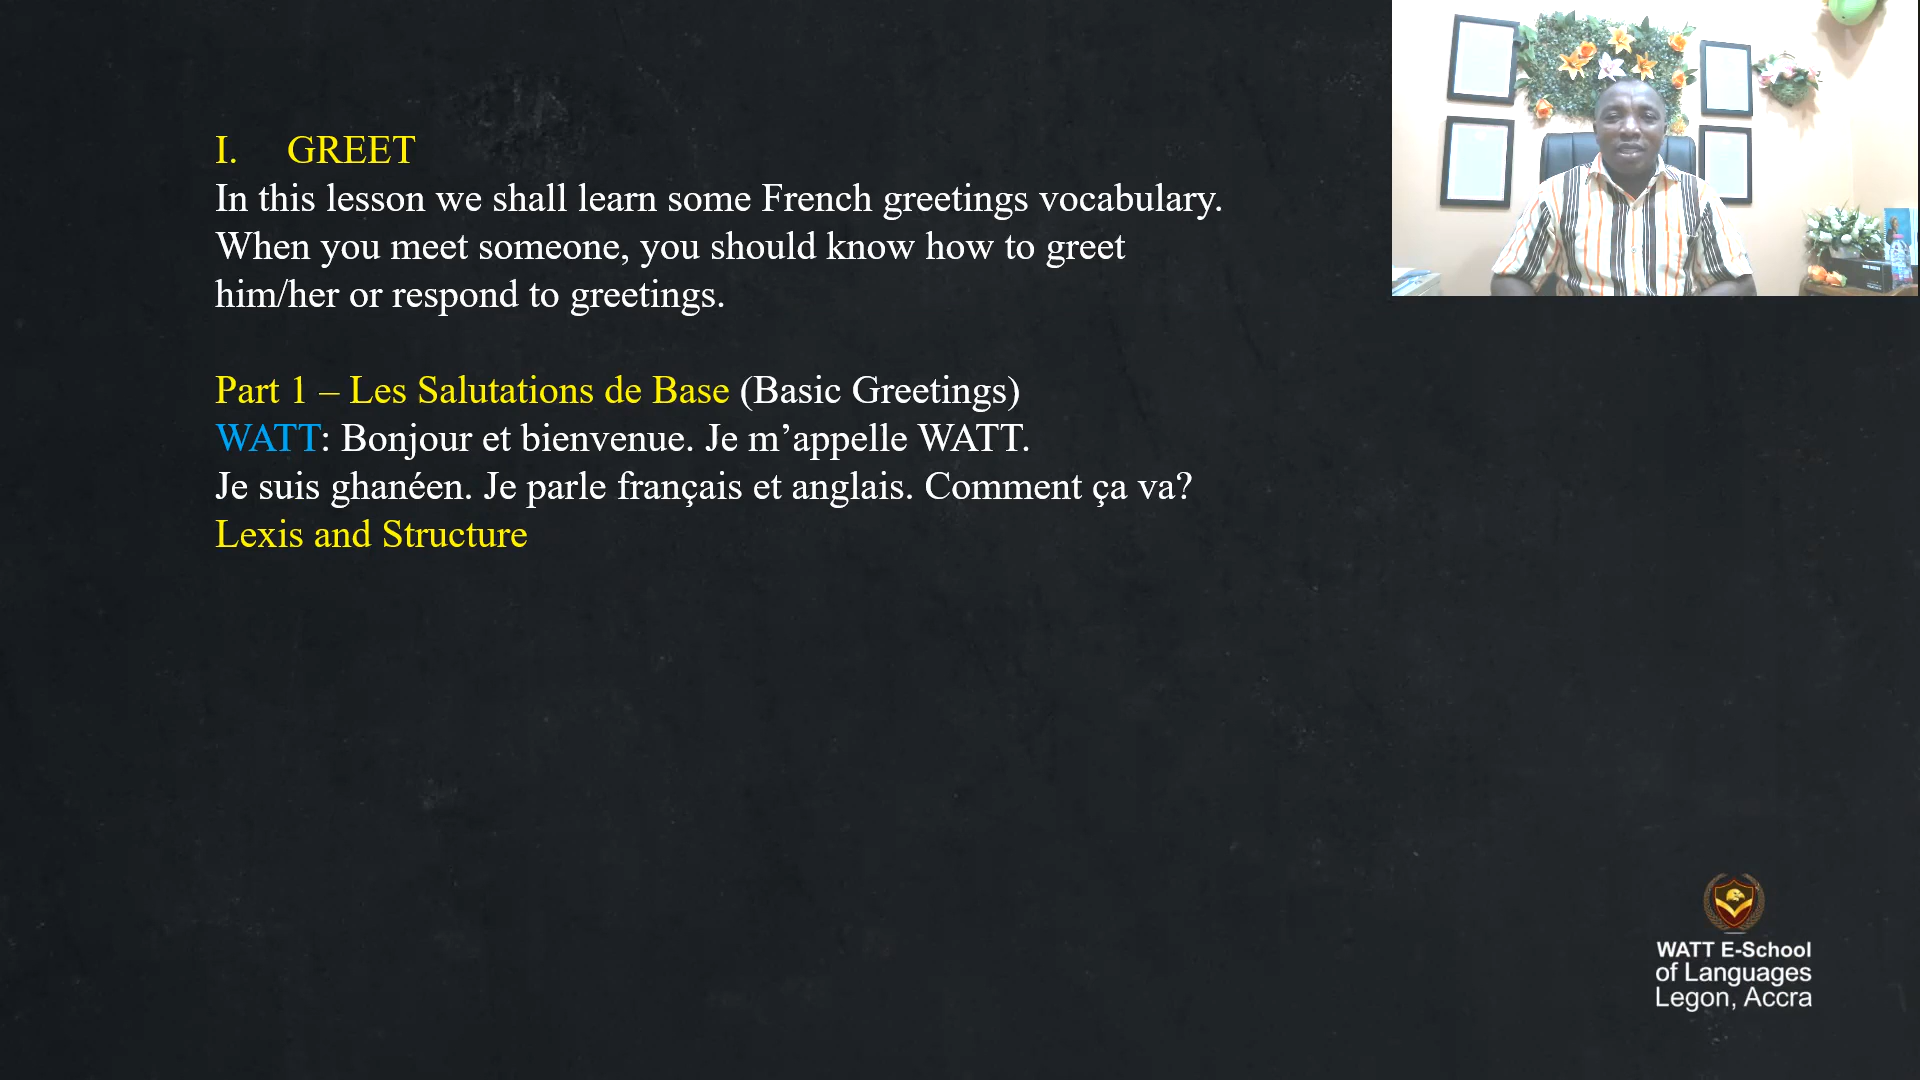 I. GREET
In this lesson we shall learn some French greetings vocabulary.
When you meet someone, you should know how to greet
him/her or respond to greetings.
Part 1 – Les Salutations de Base (Basic Greetings)
WATT: Bonjour et bienvenue. Je m’appelle WATT.
Je suis ghanéen. Je parle français et anglais. Comment ça va?
Lexis and Structure
WATT E-School
of Languages
Legon, Accra